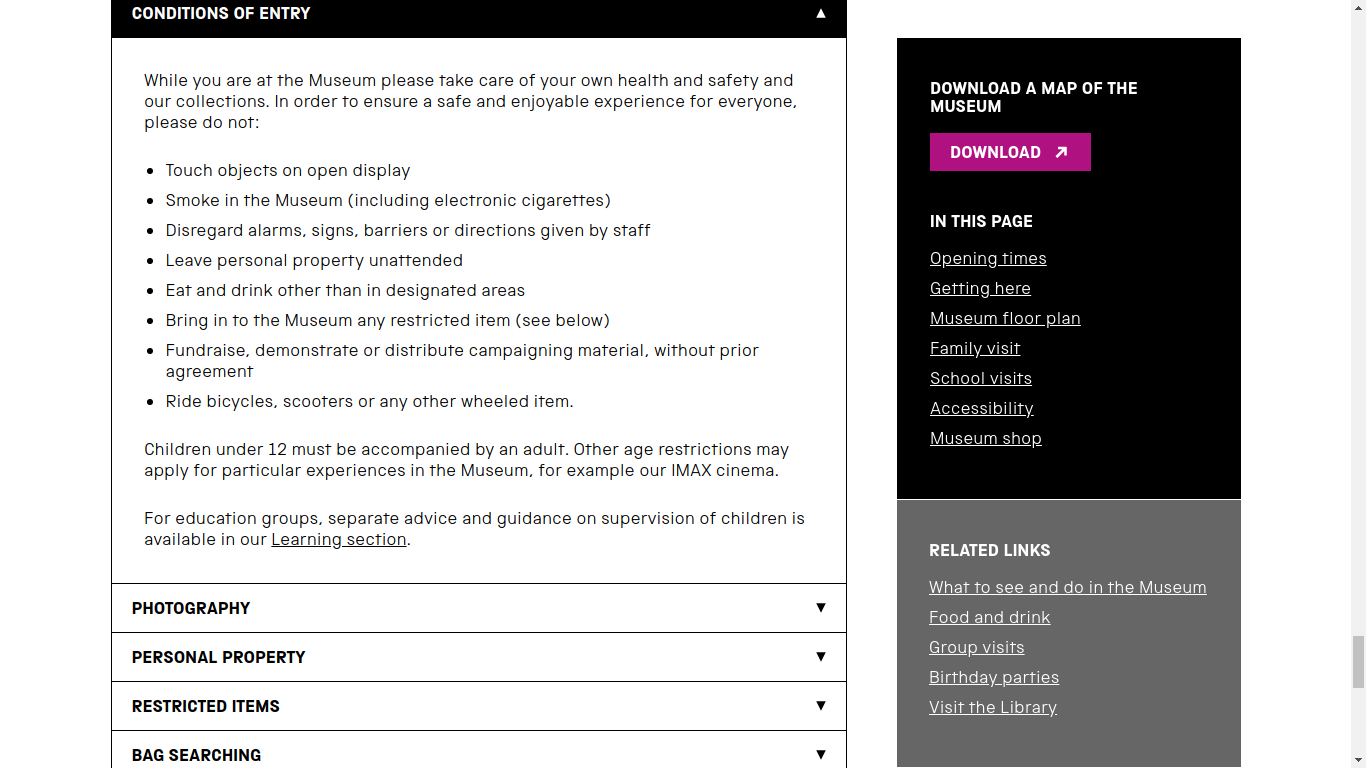 CONDITIONS OF ENTRY ▲
While you are at the Museum please take care of your own health and safety and
our collections. In order to ensure a safe and enjoyable experience for everyone,
please do not:
• Touch objects on open display
• Smoke in the Museum (including electronic cigarettes)
• Disregard alarms, signs, barriers or directions given by staff
• Leave personal property unattended
• Eat and drink other than in designated areas
• Bring in to the Museum any restricted item (see below)
• Fundraise, demonstrate or distribute campaigning material, without prior
agreement
• Ride bicycles, scooters or any other wheeled item.
Children under 12 must be accompanied by an adult. Other age restrictions may
apply for particular experiences in the Museum, for example our IMAX cinema.
For education groups, separate advice and guidance on supervision of children is
available in our Learning section.
PHOTOGRAPHY ▼
PERSONAL PROPERTY ▼
RESTRICTED ITEMS ▼
BAG SEARCHING ▼
DOWNLOAD A MAP OF THE
MUSEUM
DOWNLOAD ↗
IN THIS PAGE
Opening times
Getting here
Museum floor plan
Family visit
School visits
Accessibility
Museum shop
RELATED LINKS
What to see and do in the Museum
Food and drink
Group visits
Birthday parties
Visit the Library